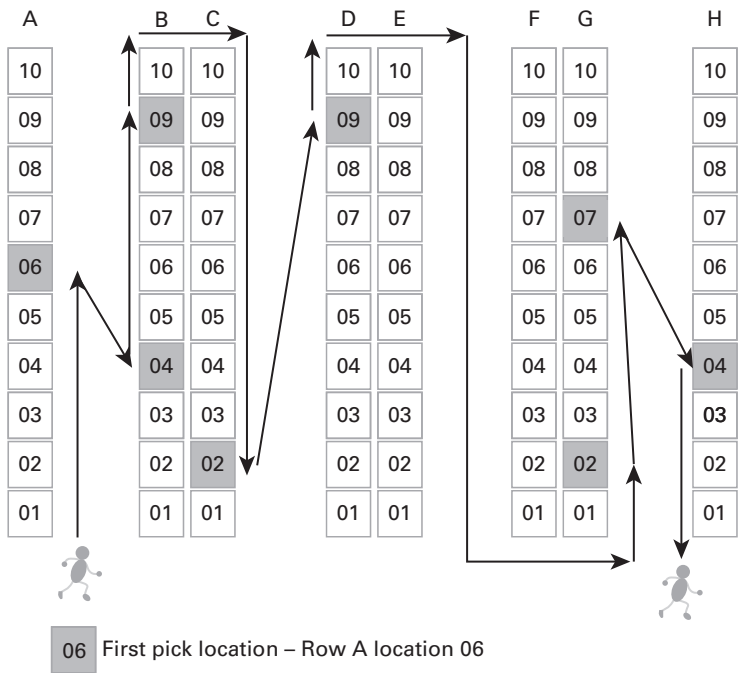 A B C D E F G H
10 10 10 10 10 10 10 10
09 09 09 09 09 09 09 09
08 08 08 08 08 08 08 08
07 07 07 07 07 07 07 07
06 06 06 06 06 06 06 06
05 05 05 05 05 05 05 05
04 04 04 04 04 04 04 04
03 03 03 03 03 03 03 03
02 02 02 02 02 02 02 02
01 01 01 01 01 01 01 01
06 First pick location – Row A location 06